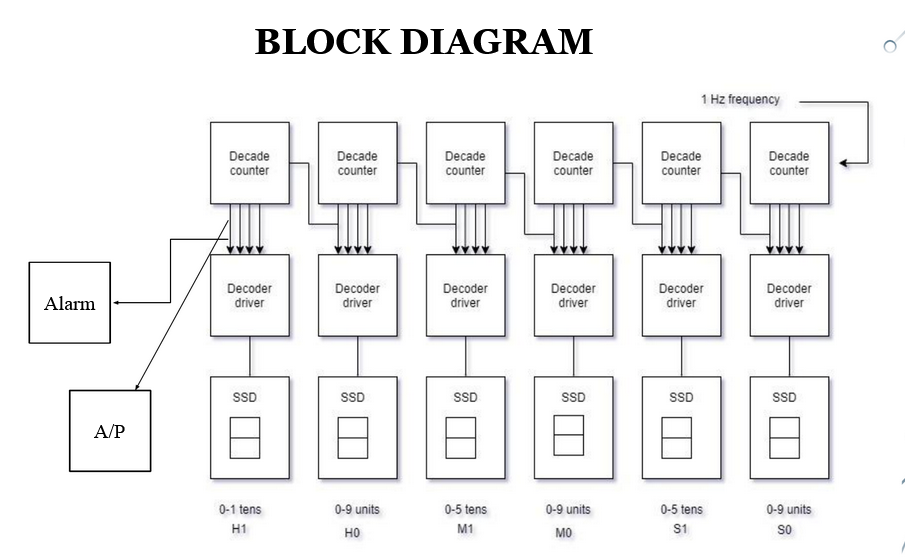 BLOCK DIAGRAM
1 Hz frequency
Decade
counter
Decade
counter
Decade
counter
Decade
counter
Decade
counter
Decade
counter
Decoder
driver
Decoder
driver
Decoder
driver
Decoder
driver
Decoder
driver
Decoder
driver
Alarm
A/P
SSD
SSD
SSD
SSD
SSD
SSD
0-1 tens
H1
0-9 units
H0
0-5 tens
M1
0-9 units
M0
0-5 tens
S1
0-9 units
S0